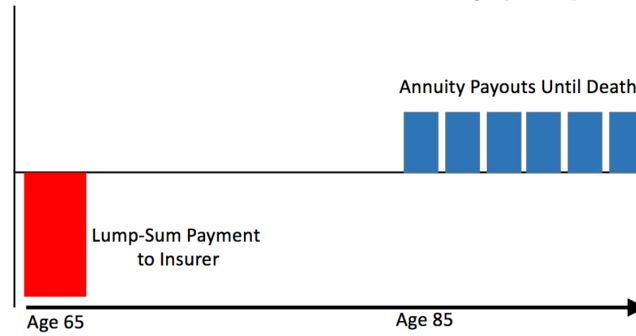 Annuity Payouts Until Death
Lump-Sum Payment
to Insurer
Age 65
Age 85